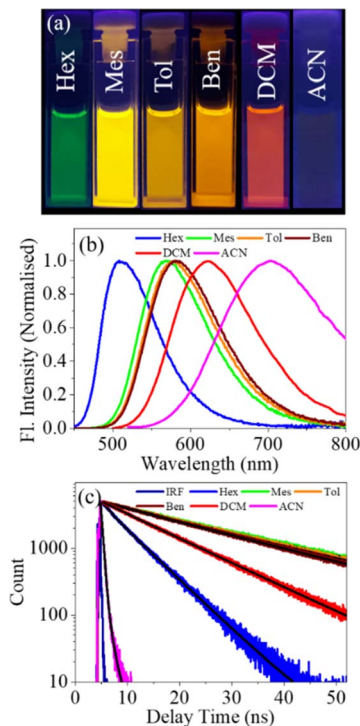 (a)
Hex Mes Tol Ben DCM ACN
(b)
Hex Mes Tol Ben
DCM ACN
1.0
0.8
0.6
0.4
0.2
0.0
Fl. Intensity (Normalised)
500 600 700 800
Wavelength (nm)
(c)
IRF Hex Mes Tol
Ben DCM ACN
1000
100
10
Count
0 10 20 30 40 50
Delay Time (ns)